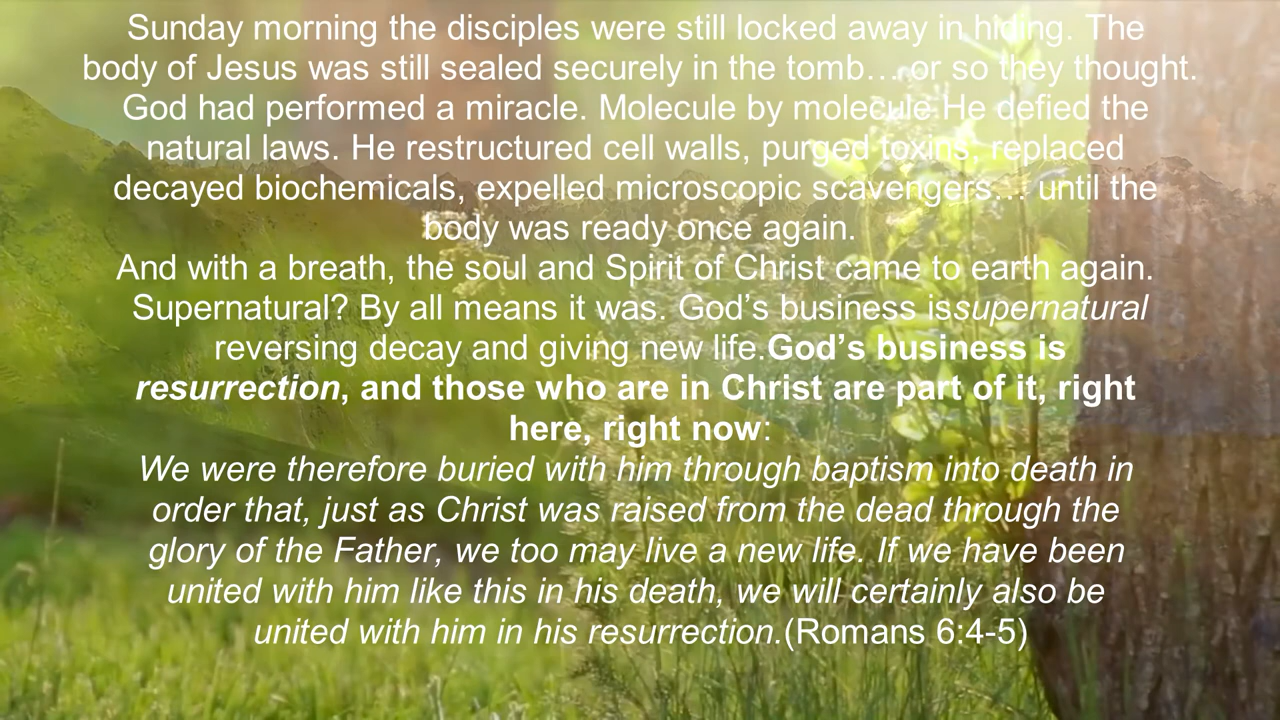 Sunday morning the disciples were still locked away in hiding. The
body of Jesus was still sealed securely in the tomb… or so they thought.
God had performed a miracle. Molecule by molecule He defied the
natural laws. He restructured cell walls, purged toxins, replaced
decayed biochemicals, expelled microscopic scavengers… until the
body was ready once again.
And with a breath, the soul and Spirit of Christ came to earth again.
Supernatural? By all means it was. God’s business issupernatural
reversing decay and giving new life.God’s business is
resurrection, and those who are in Christ are part of it, right
here, right now:
We were therefore buried with him through baptism into death in
order that, just as Christ was raised from the dead through the
glory of the Father, we too may live a new life. If we have been
united with him like this in his death, we will certainly also be
united with him in his resurrection.(Romans 6:4-5)